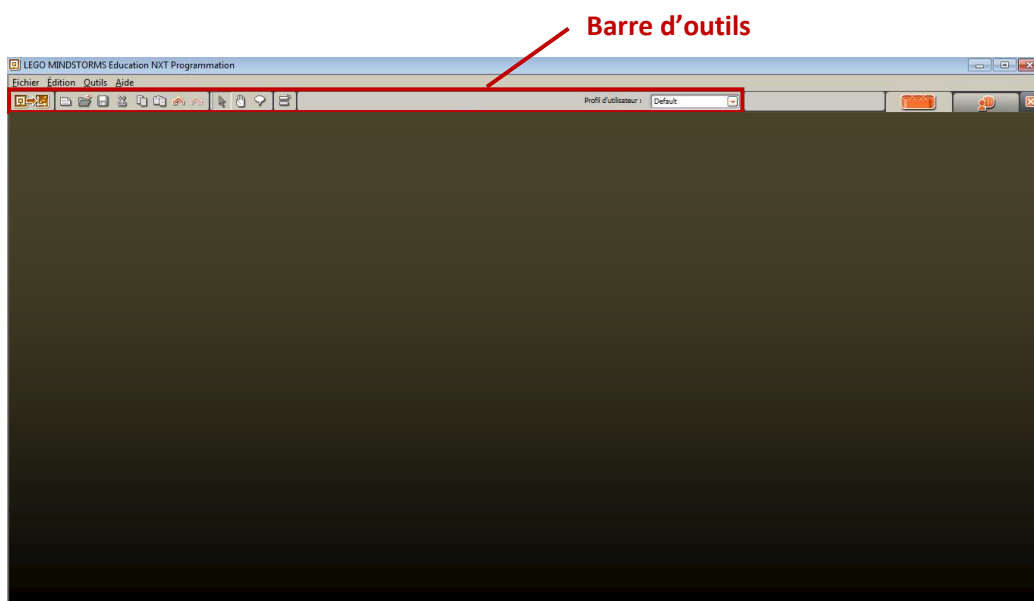 Barre d’outils
LEGO MINDSTORMS Education NXT Programmation
Fichier Édition Outils Aide
Profil d'utilisateur : Default